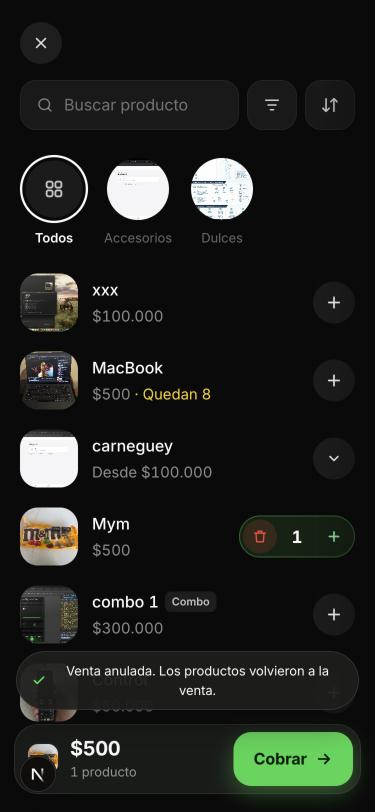 Buscar producto
Todos
Accesorios
Dulces
xxx
$100.000
MacBook
$500 · Quedan 8
carneguey
Desde $100.000
Mym
$500
1
combo 1 Combo
$300.000
Venta anulada. Los productos volvieron a la
venta.
$500
1 producto
Cobrar →
N